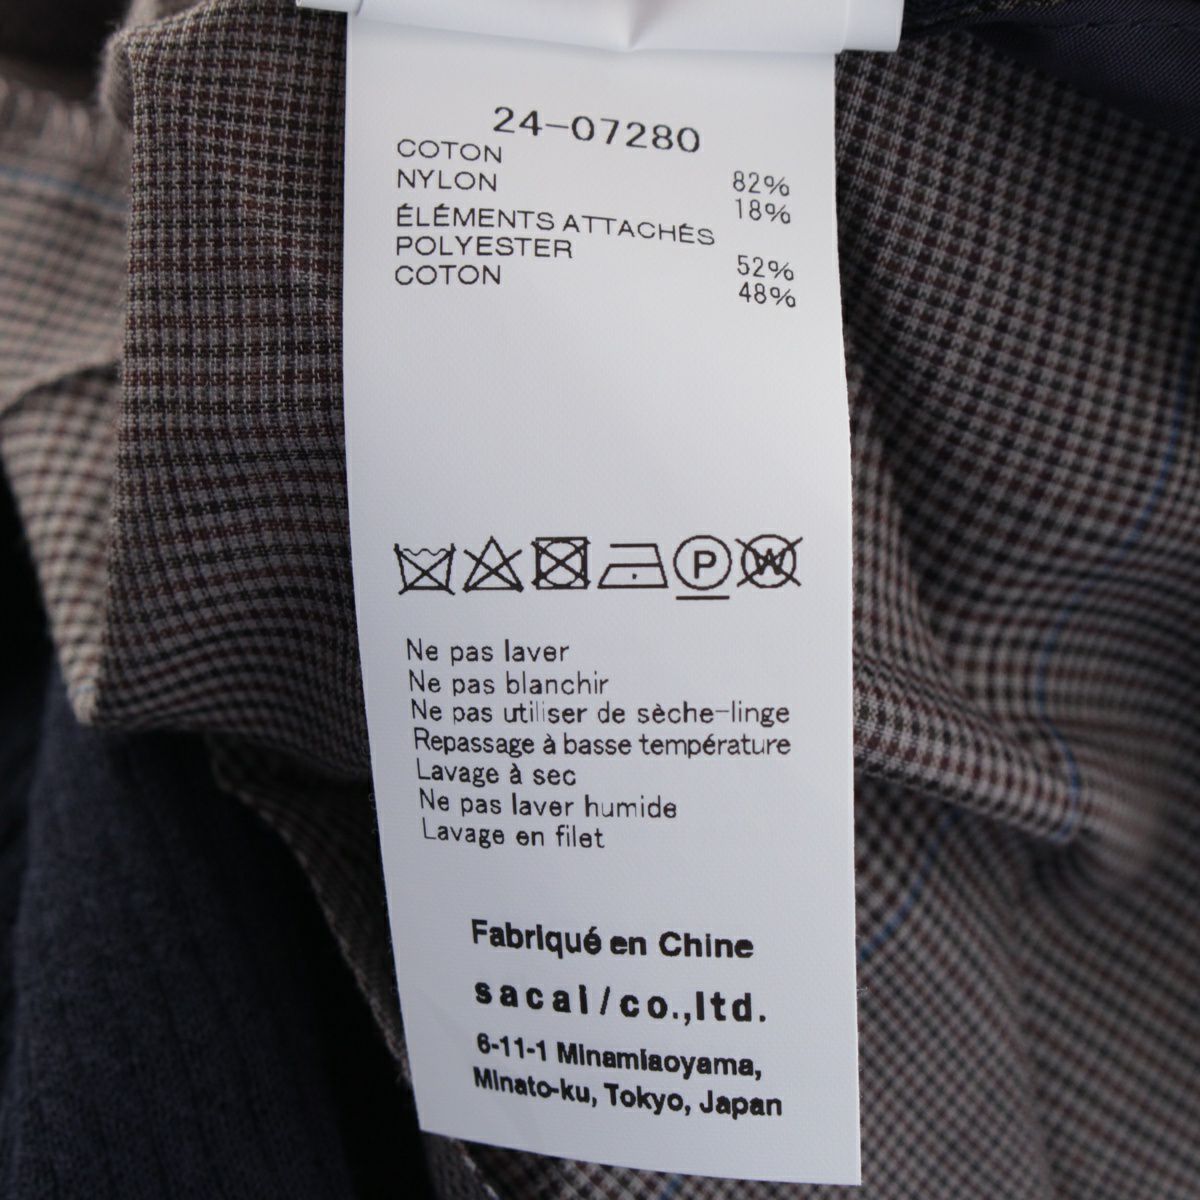 24-07280
COTON 82%
NYLON 18%
ÉLÉMENTS ATTACHÉS
POLYESTER 52%
COTON 48%
P W
Ne pas laver
Ne pas blanchir
Ne pas utiliser de sèche-linge
Repassage à basse température
Lavage à sec
Ne pas laver humide
Lavage en filet
Fabriqué en Chine
sacai/co.,ltd.
6-11-1 Minamiaoyama,
Minato-ku, Tokyo, Japan